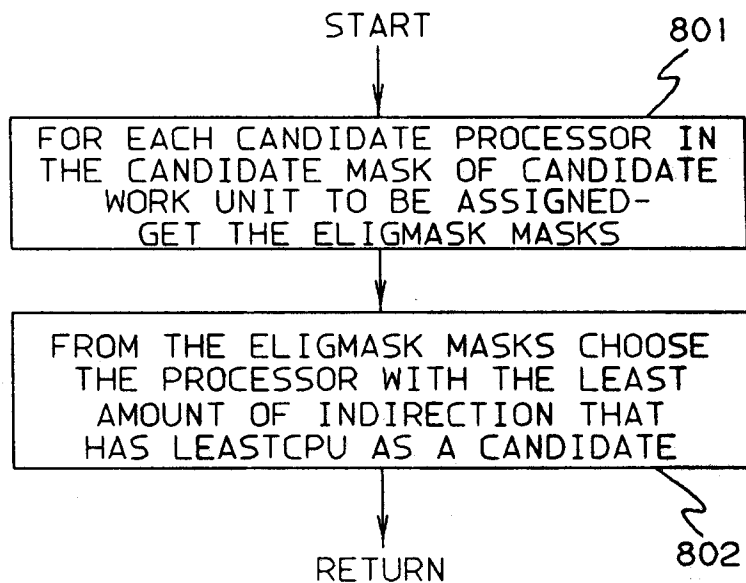 START
801
FOR EACH CANDIDATE PROCESSOR IN
THE CANDIDATE MASK OF CANDIDATE
WORK UNIT TO BE ASSIGNED-
GET THE ELIGMASK MASKS
FROM THE ELIGMASK MASKS CHOOSE
THE PROCESSOR WITH THE LEAST
AMOUNT OF INDIRECTION THAT
HAS LEASTCPU AS A CANDIDATE
802
RETURN